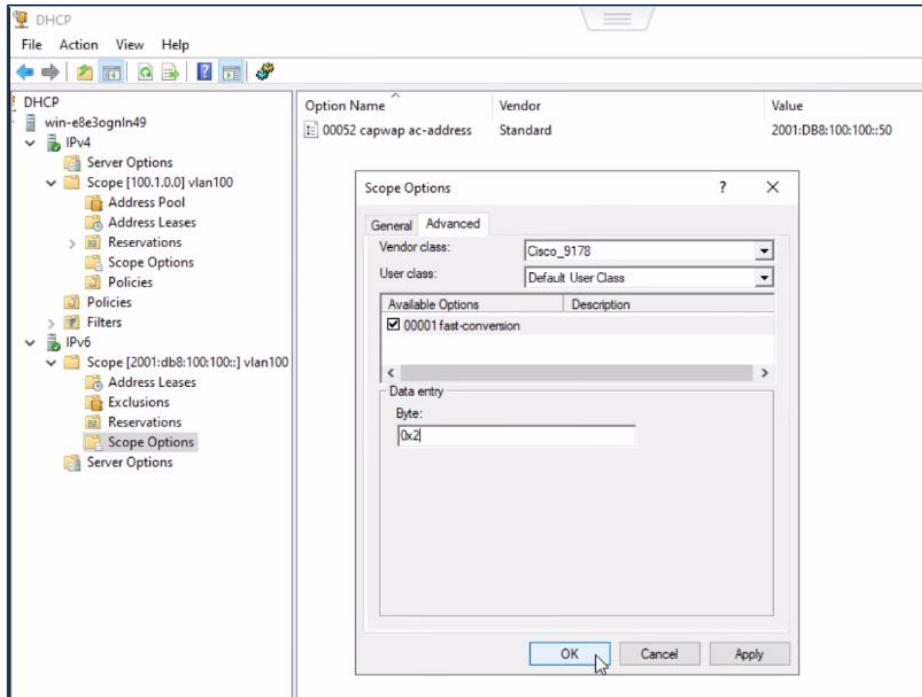 DHCP
File Action View Help
DHCP
win-e8e3ognln49
IPv4
Server Options
Scope [100.1.0.0] vlan100
Address Pool
Address Leases
Reservations
Scope Options
Policies
Policies
Filters
IPv6
Scope [2001:db8:100:100::] vlan100
Address Leases
Exclusions
Reservations
Scope Options
Server Options
Option Name Vendor Value
00052 capwap ac-address Standard 2001:DB8:100:100::50
Scope Options ? X
General Advanced
Vendor class: Cisco_9178
User class: Default User Class
Available Options Description
00001 fast-conversion
Data entry
Byte:
0x2
OK Cancel Apply